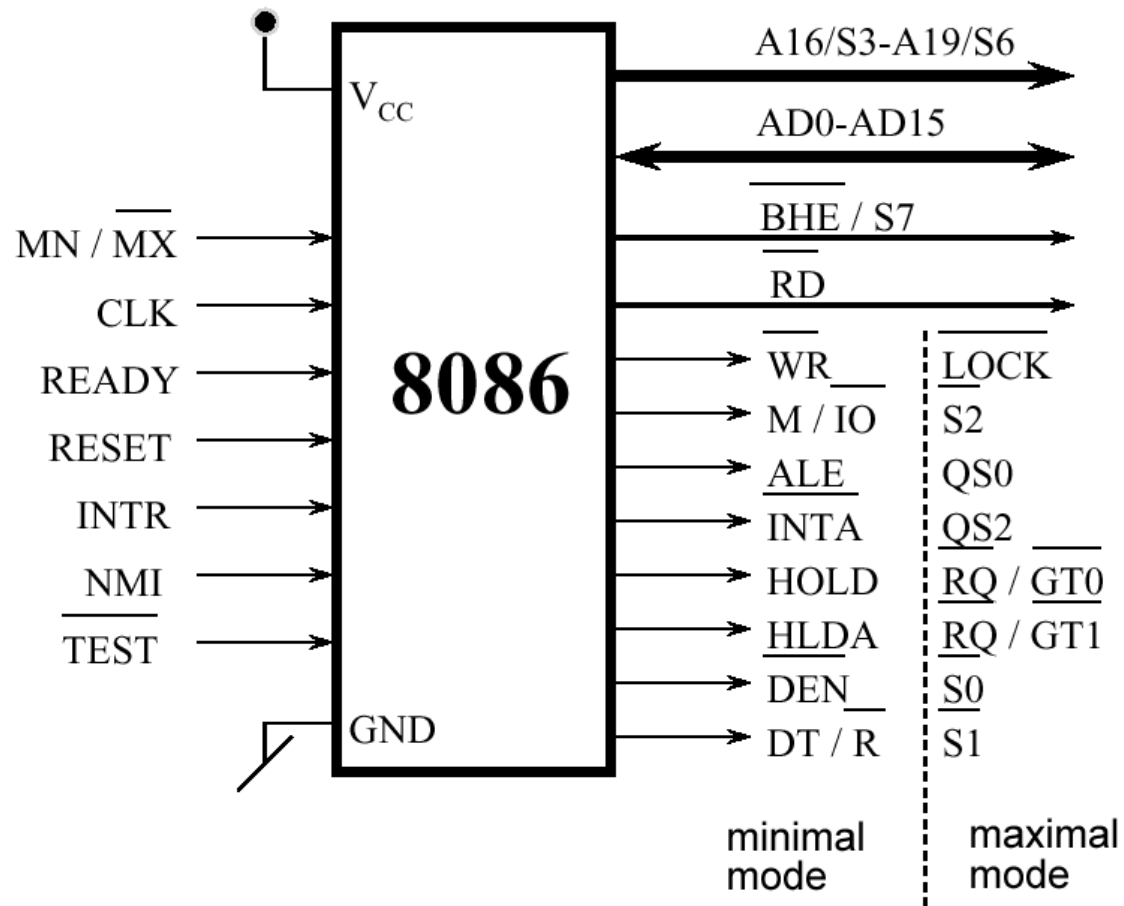 A16/S3-A19/S6
V_CC
AD0-AD15
BHE / S7
MN / MX
RD
CLK
WR LOCK
READY
8086
M / IO S2
RESET
ALE QS0
INTR
INTA QS2
NMI
HOLD RQ / GT0
TEST
HLDA RQ / GT1
DEN S0
GND
DT / R S1
minimal maximal
mode mode